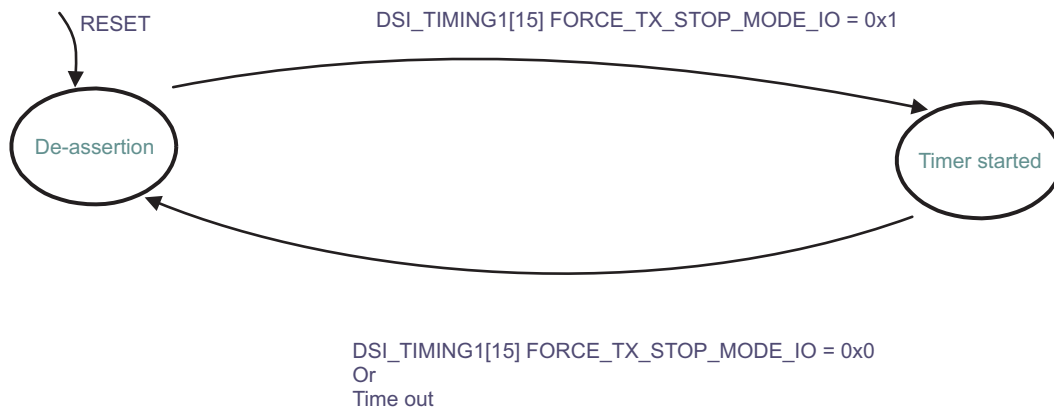 RESET
DSI_TIMING1[15] FORCE_TX_STOP_MODE_IO = 0x1
De-assertion
Timer started
DSI_TIMING1[15] FORCE_TX_STOP_MODE_IO = 0x0
Or
Time out